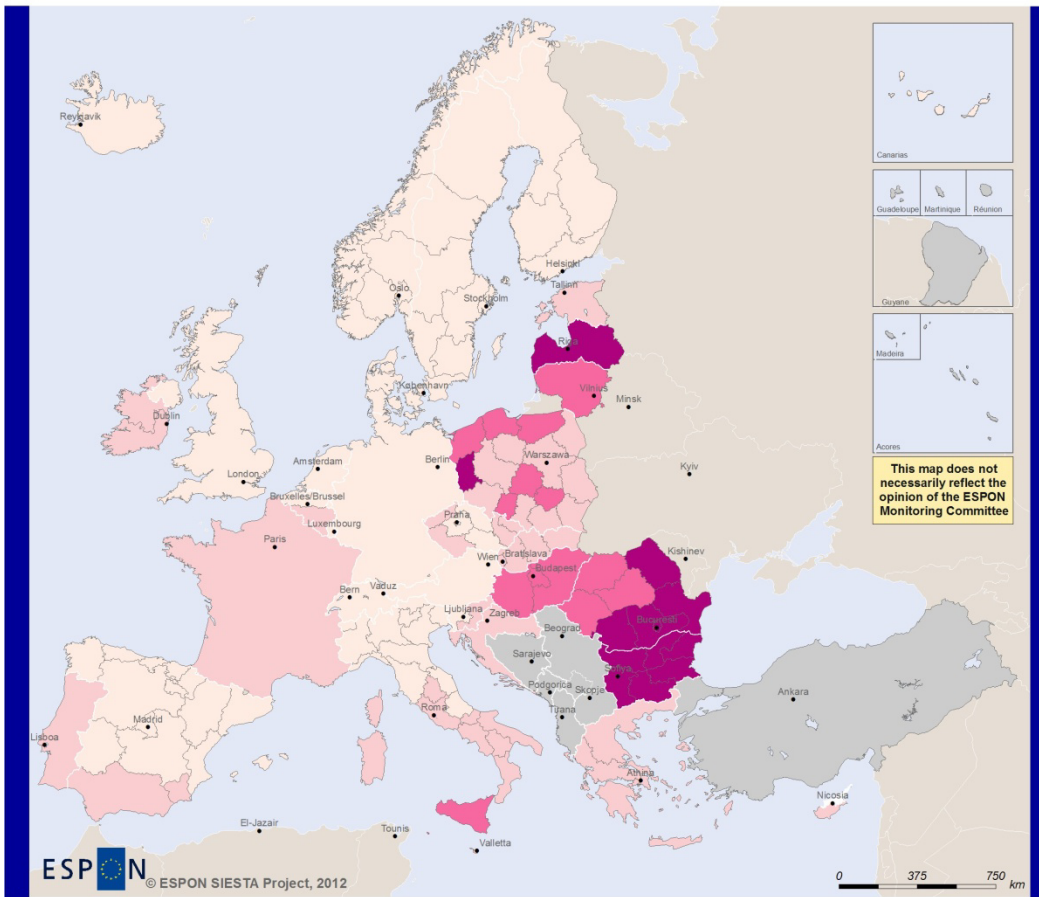 Reykjavik
Canarias
Guadeloupe
Martinique
Réunion
Guyane
Helsinki
Tallinn
Oslo
Stockholm
Riga
Madeira
Acores
København
Vilnius
Minsk
Dublin
Amsterdam
Berlin
Warszawa
London
Bruxelles/Brussel
Kyiv
This map does not
necessarily reflect the
opinion of the ESPON
Monitoring Committee
Luxembourg
Praha
Paris
Wien
Bratislava
Kishinev
Budapest
Bern
Vaduz
Ljubljana
Zagreb
Beograd
Bucuresti
Sarajevo
Sofiya
Podgorica
Skopje
Ankara
Roma
Tirana
Madrid
Lisboa
Athina
Nicosia
El-Jazair
Tounis
Valletta
ESPON
© ESPON SIESTA Project, 2012
0 375 750
km